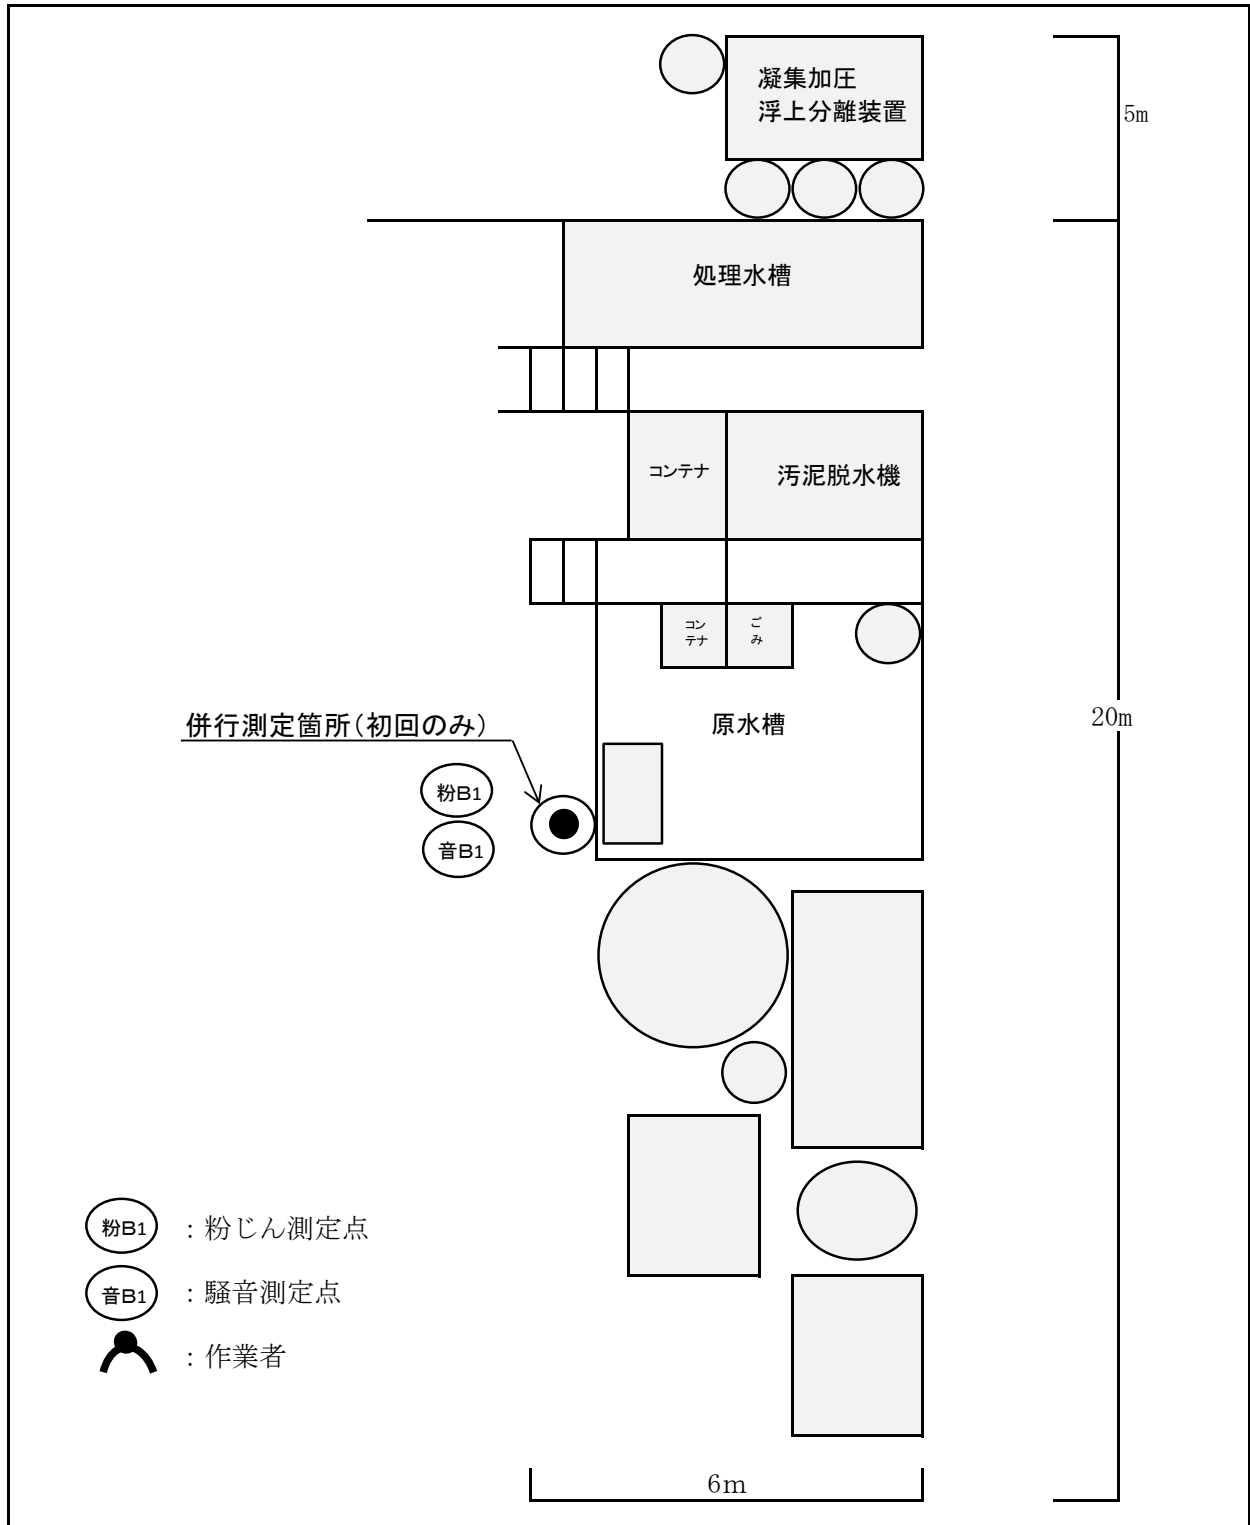 凝集加圧
浮上分離装置
5m
処理水槽
コンテナ
汚泥脱水機
コン
テナ
ご
み
併行測定箇所(初回のみ)
原水槽
20m
粉B1
音B1
粉B1
:粉じん測定点
音B1
:騒音測定点
:作業者
6m